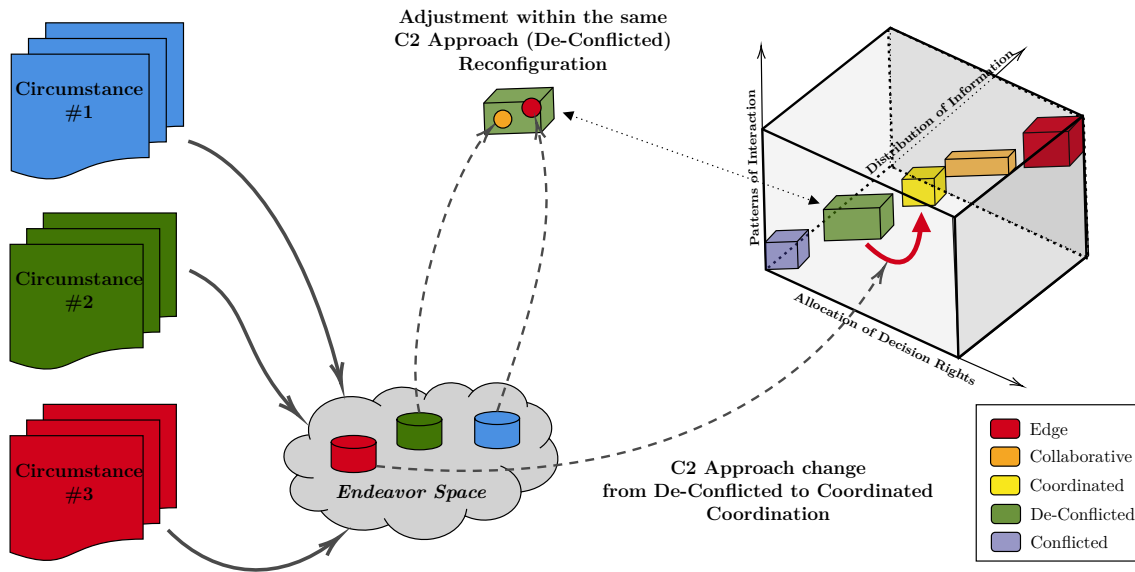 Adjustment within the same
C2 Approach (De-Conflicted)
Reconfiguration
Circumstance
#1
Circumstance
#2
Circumstance
#3
Endeavor Space
C2 Approach change
from De-Conflicted to Coordinated
Coordination
Patterns of Interaction
Distribution of Information
Allocation of Decision Rights
Edge
Collaborative
Coordinated
De-Conflicted
Conflicted